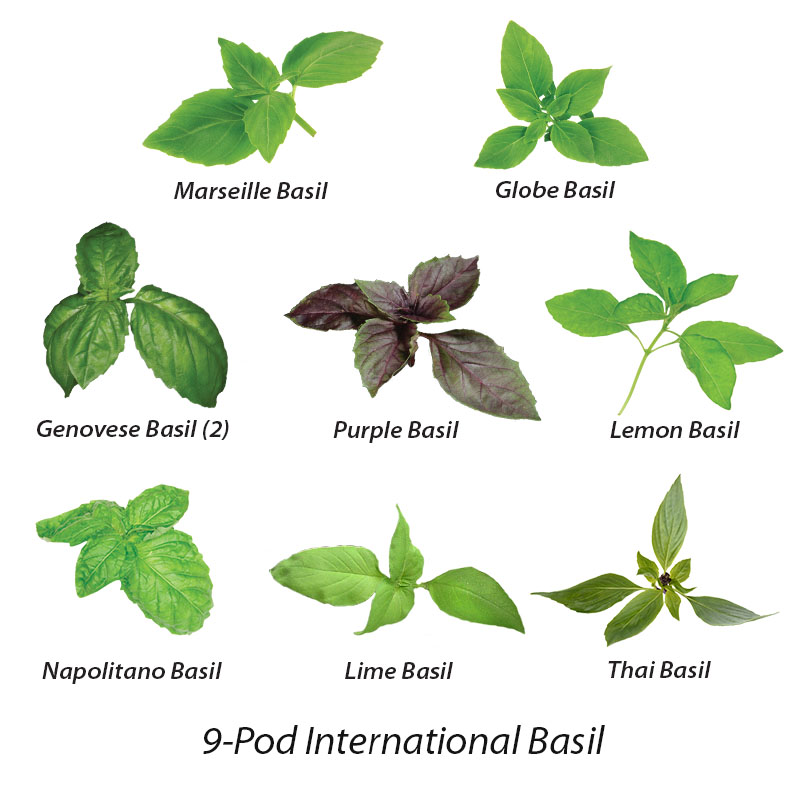 Marseille Basil
Globe Basil
Genovese Basil (2)
Purple Basil
Lemon Basil
Napolitano Basil
Lime Basil
Thai Basil
9-Pod International Basil